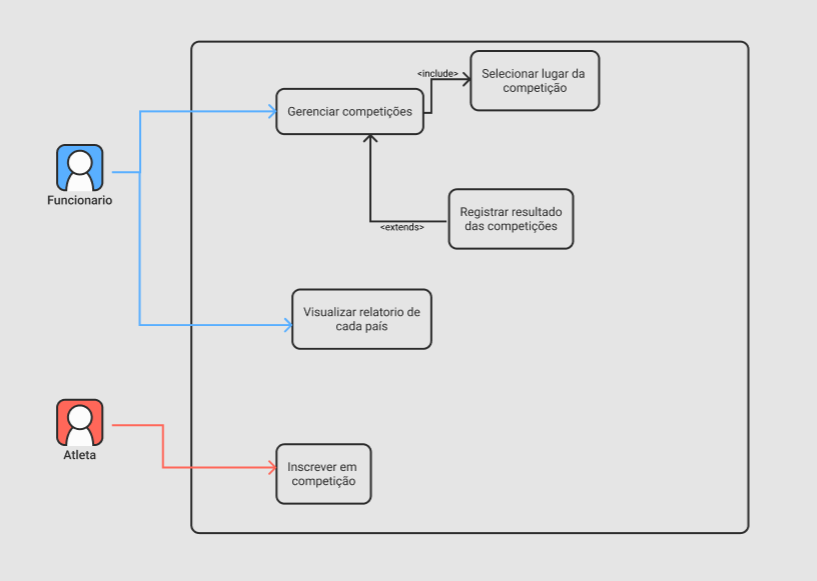 <include>
Selecionar lugar da
competição
Gerenciar competições
Funcionario
Registrar resultado
das competições
<extends>
Visualizar relatorio de
cada país
Atleta
Inscrever em
competição